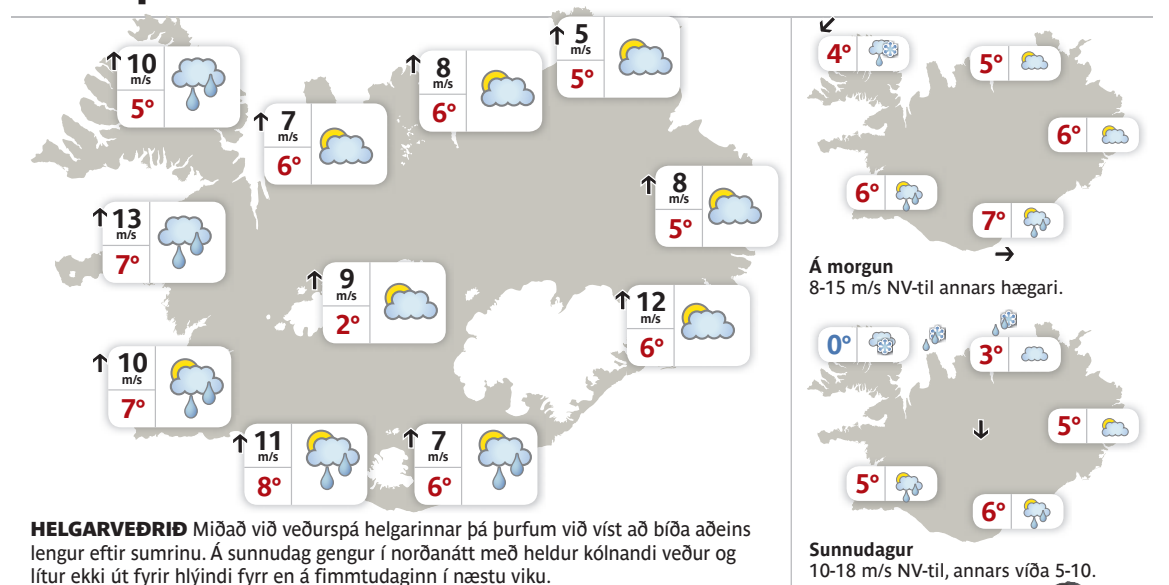 10
m/s
5°
7
m/s
6°
8
m/s
6°
5
m/s
5°
13
m/s
7°
8
m/s
5°
9
m/s
2°
12
m/s
6°
10
m/s
7°
11
m/s
8°
7
m/s
6°
HELGARVEÐRIÐ Miðað við veðurspá helgarinnar þá þurfum við víst að bíða aðeins
lengur eftir sumrinu. Á sunnudag gengur í norðanátt með heldur kólnandi veður og
lítur ekki út fyrir hlýindi fyrr en á fimmtudaginn í næstu viku.
4°
5°
6°
6°
7°
Á morgun
8-15 m/s NV-til annars hægari.
0°
3°
5°
5°
6°
Sunnudagur
10-18 m/s NV-til, annars víða 5-10.